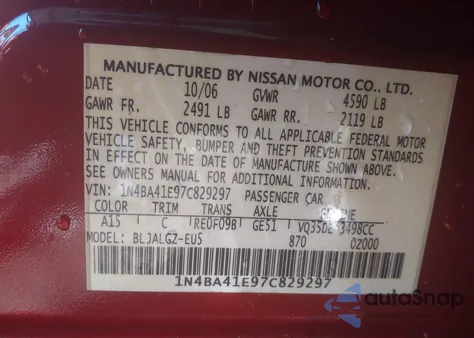 MANUFACTURED BY NISSAN MOTOR CO., LTD.
DATE 10/06 GVWR 4590 LB
GAWR FR. 2491 LB GAWR RR. 2119 LB
THIS VEHICLE CONFORMS TO ALL APPLICABLE FEDERAL MOTOR
VEHICLE SAFETY, BUMPER AND THEFT PREVENTION STANDARDS
IN EFFECT ON THE DATE OF MANUFACTURE SHOWN ABOVE.
SEE OWNERS MANUAL FOR ADDITIONAL INFORMATION.
VIN: 1N4BA41E97C829297 PASSENGER CAR
COLOR TRIM TRANS AXLE ENGINE
A15 C RE0F09B GE51 VQ35DE 3498CC
MODEL: BLJALGZ-EU5 870 0Z000
1N4BA41E97C829297
autoSnap